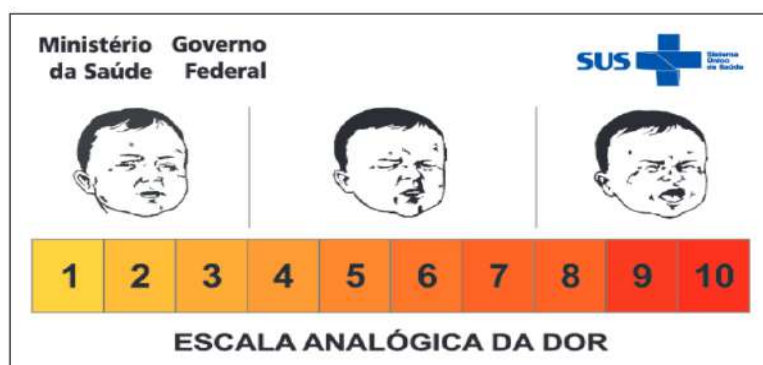 Ministério Governo
da Saúde Federal
SUS
Sistema
Único
de Saúde
1 2 3 4 5 6 7 8 9 10
ESCALA ANALÓGICA DA DOR